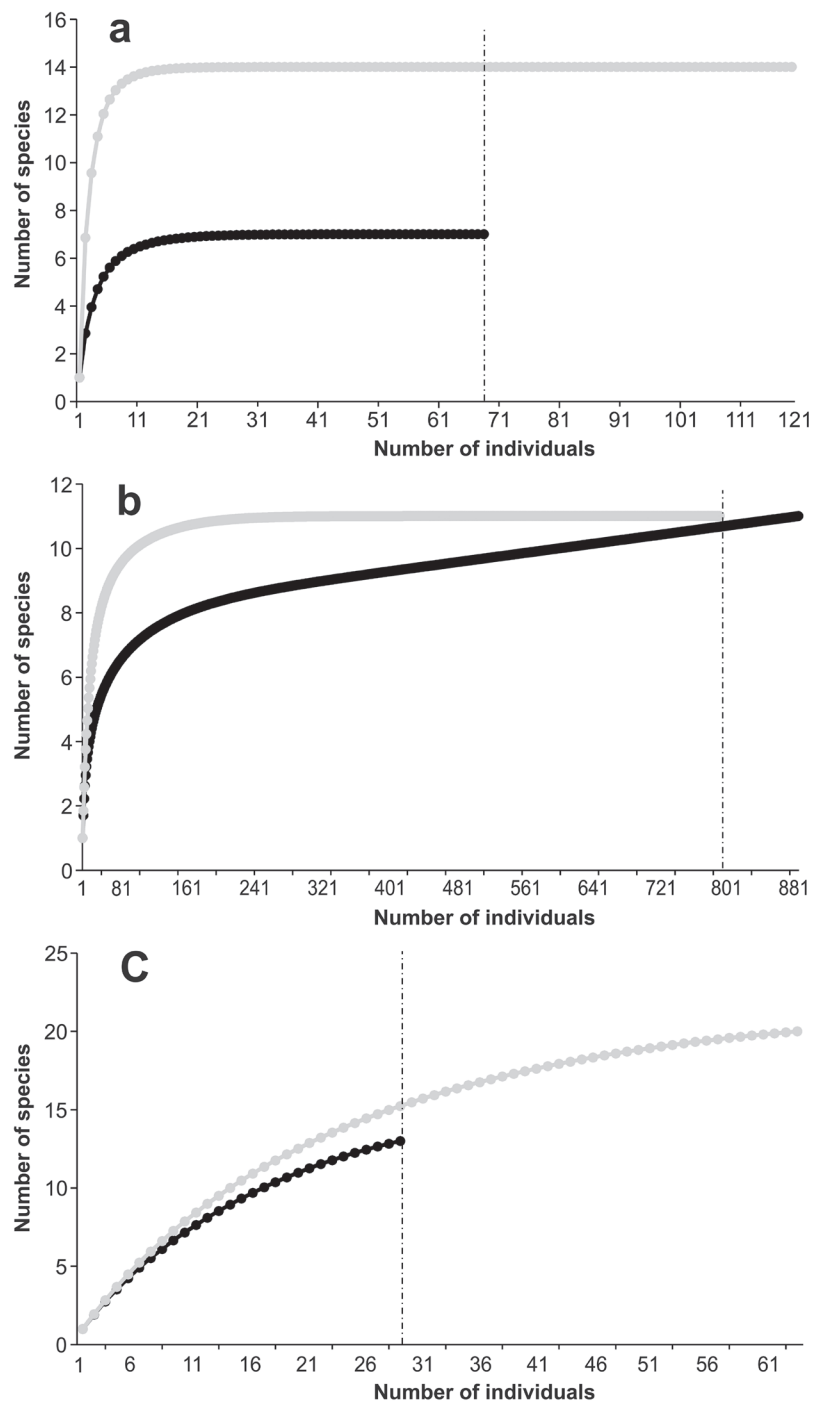 a
16
14
12
10
8
6
4
2
0
Number of species
1 11 21 31 41 51 61 71 81 91 101 111 121
Number of individuals
b
12
10
8
6
4
2
0
Number of species
1 81 161 241 321 401 481 561 641 721 801 881
Number of individuals
C
25
20
15
10
5
0
Number of species
1 6 11 16 21 26 31 36 41 46 51 56 61
Number of individuals